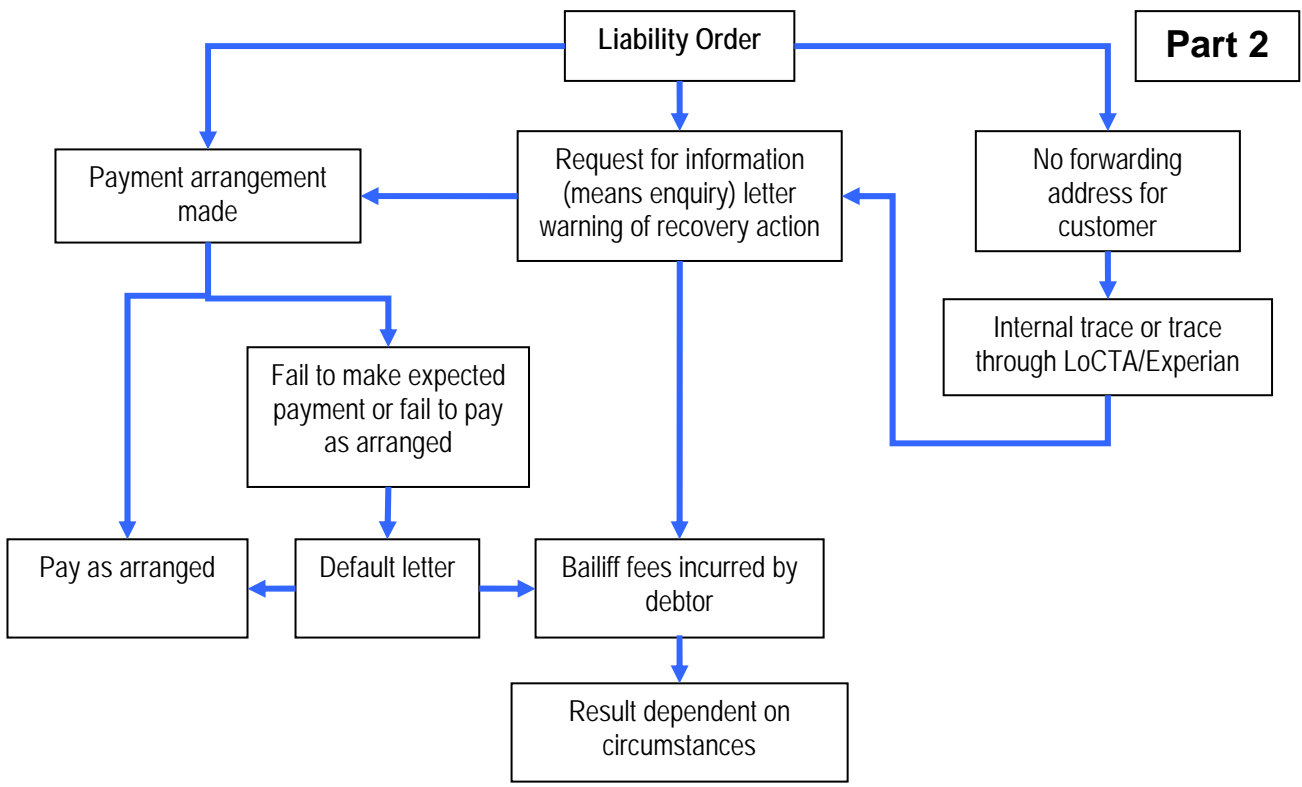 Liability Order
Part 2
Payment arrangement
made
Request for information
(means enquiry) letter
warning of recovery action
No forwarding
address for
customer
Internal trace or trace
through LoCTA/Experian
Fail to make expected
payment or fail to pay
as arranged
Pay as arranged
Default letter
Bailiff fees incurred by
debtor
Result dependent on
circumstances